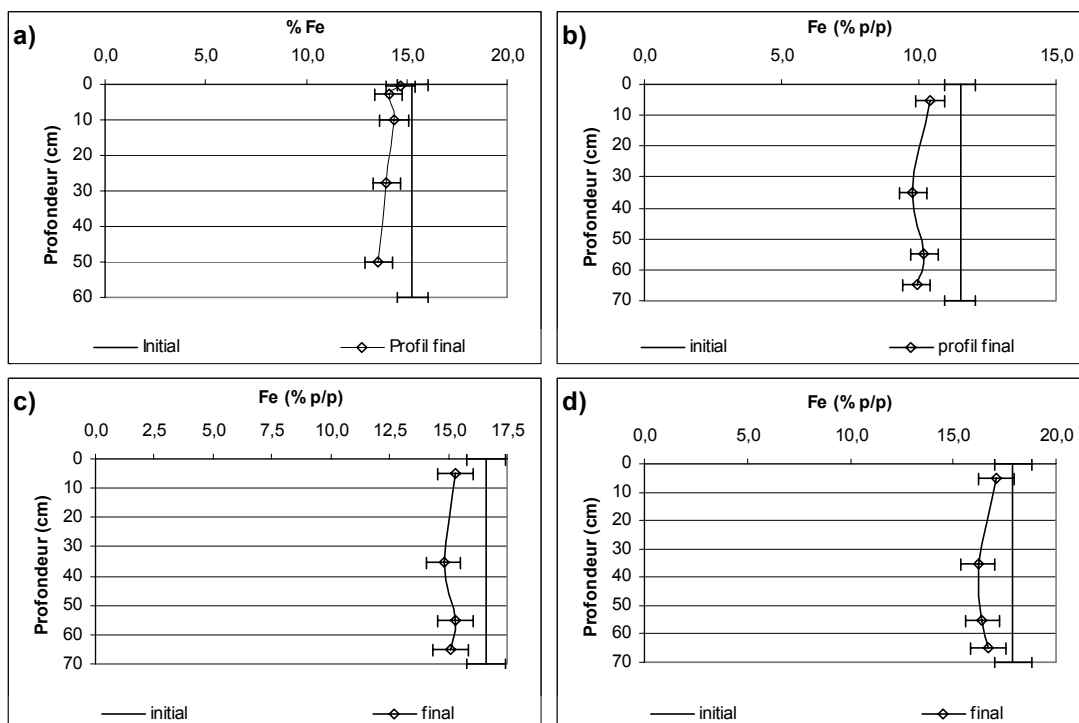 a)
% Fe
0,0 5,0 10,0 15,0 20,0
0
10
20
30
40
50
60
Profondeur (cm)
Initial Profil final
b)
Fe (% p/p)
0,0 5,0 10,0 15,0
0
10
20
30
40
50
60
70
Profondeur (cm)
initial profil final
c)
Fe (% p/p)
0,0 2,5 5,0 7,5 10,0 12,5 15,0 17,5
0
10
20
30
40
50
60
70
Profondeur (cm)
initial final
d)
Fe (% p/p)
0,0 5,0 10,0 15,0 20,0
0
10
20
30
40
50
60
70
Profondeur (cm)
initial final